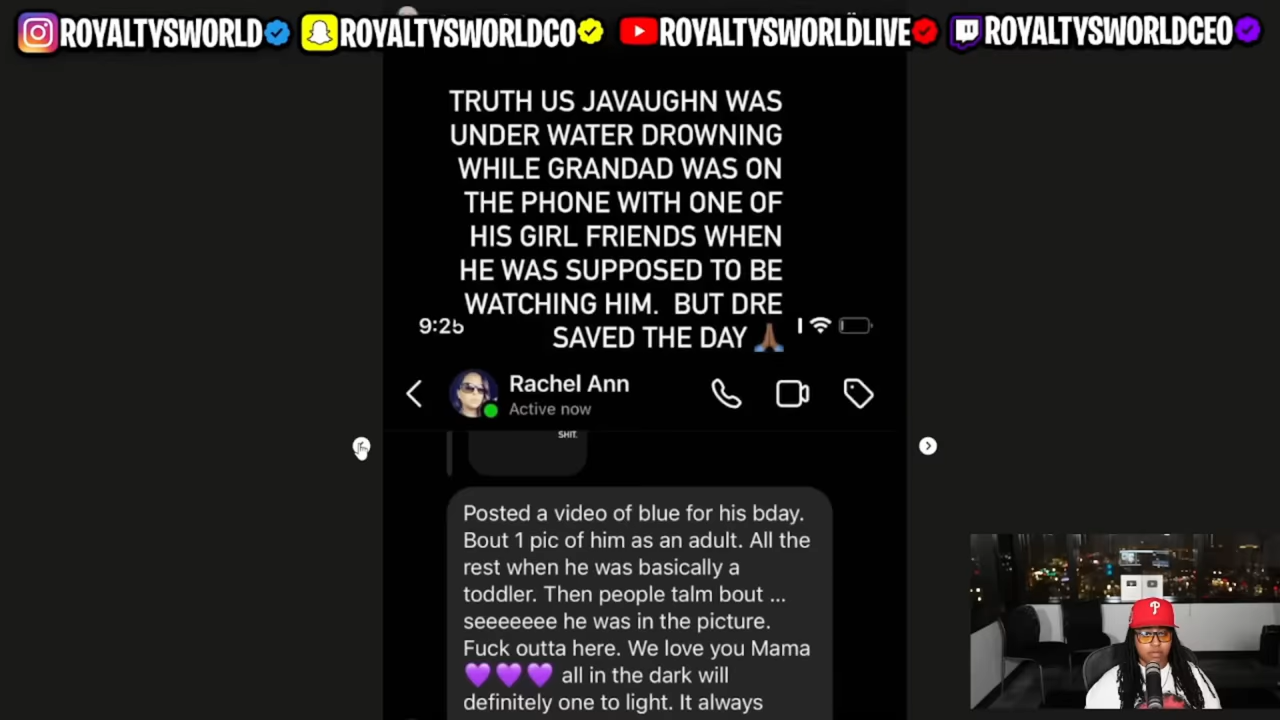 ROYALTYSWORLD ROYALTYSWORLDCO ROYALTYSWORLDLIVE ROYALTYSWORLDCEO
TRUTH US JAVAUGHN WAS
UNDER WATER DROWNING
WHILE GRANDAD WAS ON
THE PHONE WITH ONE OF
HIS GIRL FRIENDS WHEN
HE WAS SUPPOSED TO BE
WATCHING HIM. BUT DRE
SAVED THE DAY 🙏🏾
9:25
Rachel Ann
Active now
SHIT.
Posted a video of blue for his bday.
Bout 1 pic of him as an adult. All the
rest when he was basically a
toddler. Then people talm bout ...
seeeeeee he was in the picture.
Fuck outta here. We love you Mama
💜💜💜 all in the dark will
definitely one to light. It always